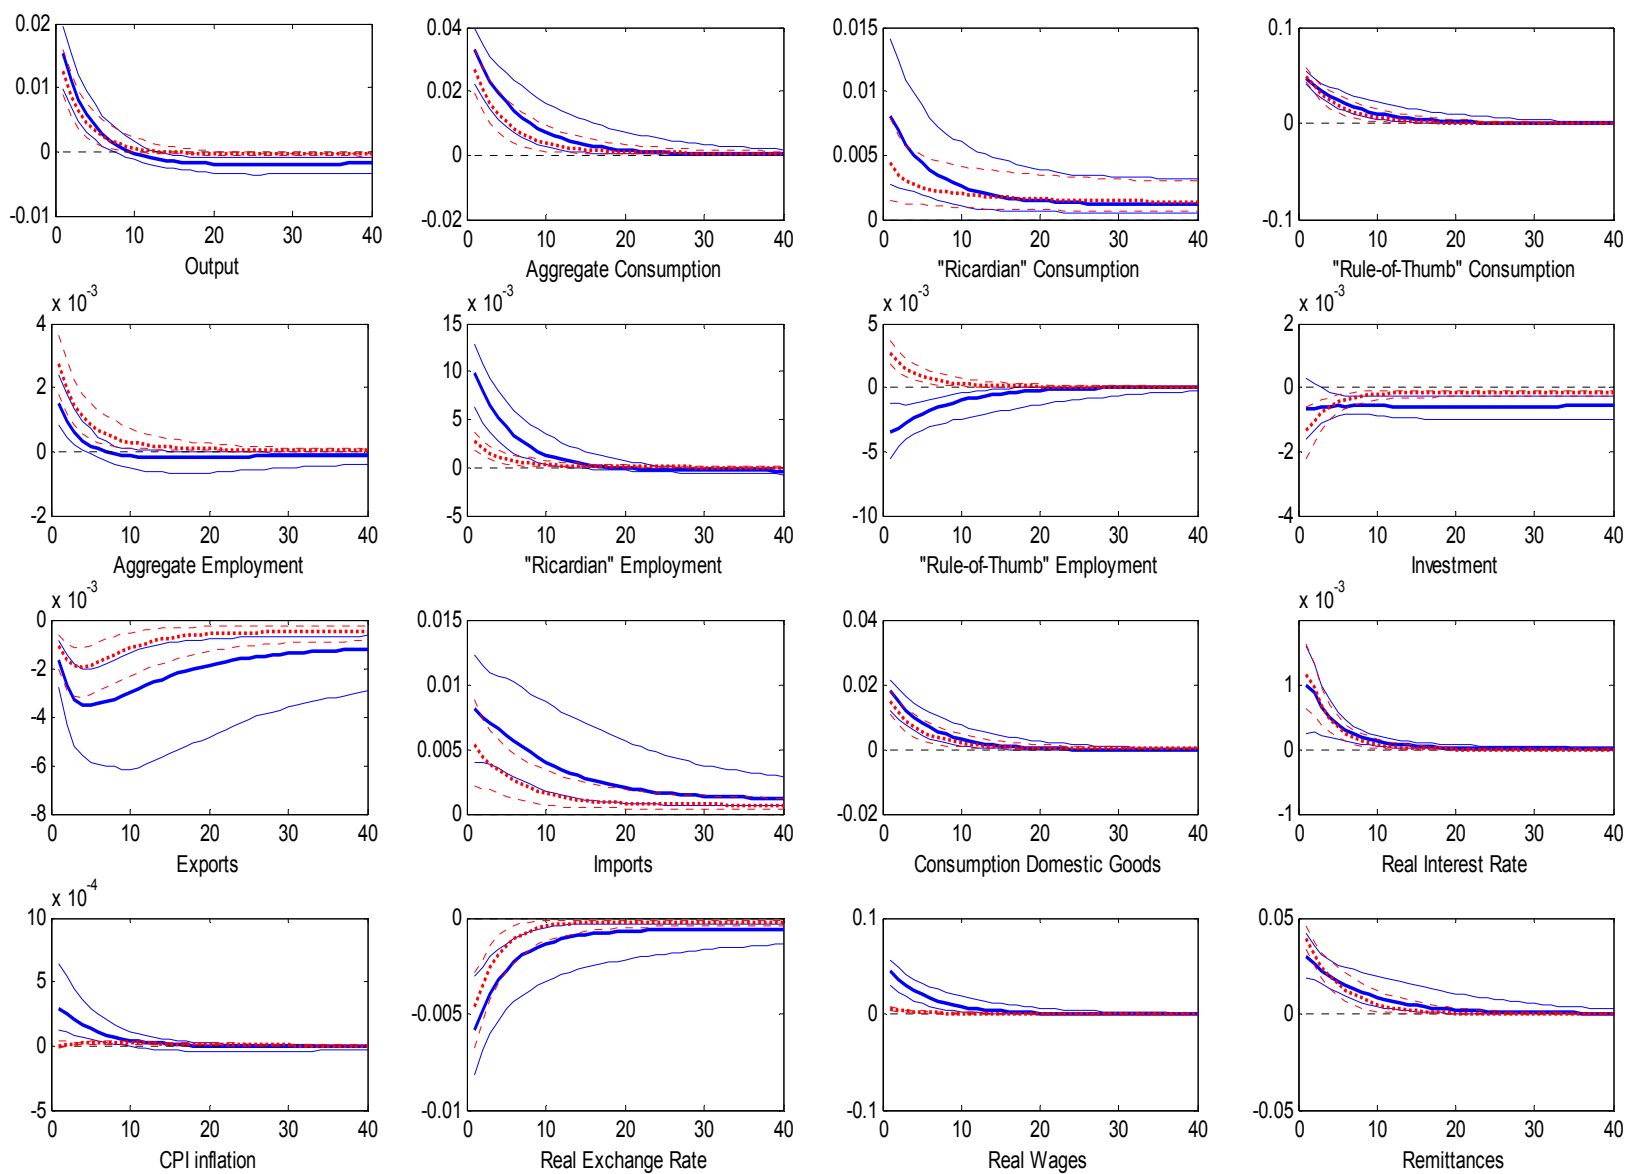 0.02
0.01
0
-0.01
0 10 20 30 40
Output
0.04
0.02
0
-0.02
0 10 20 30 40
Aggregate Consumption
0.015
0.01
0.005
0
0 10 20 30 40
"Ricardian" Consumption
0.1
0
-0.1
0 10 20 30 40
"Rule-of-Thumb" Consumption
x 10-3
4
2
0
-2
0 10 20 30 40
Aggregate Employment
x 10-3
15
10
5
0
-5
0 10 20 30 40
"Ricardian" Employment
x 10-3
5
0
-5
-10
0 10 20 30 40
"Rule-of-Thumb" Employment
x 10-3
2
0
-2
-4
0 10 20 30 40
Investment
x 10-3
0
-2
-4
-6
-8
0 10 20 30 40
Exports
0.015
0.01
0.005
0
0 10 20 30 40
Imports
0.04
0.02
0
-0.02
0 10 20 30 40
Consumption Domestic Goods
x 10-3
1
0
-1
0 10 20 30 40
Real Interest Rate
x 10-4
10
5
0
-5
0 10 20 30 40
CPI inflation
0
-0.005
-0.01
0 10 20 30 40
Real Exchange Rate
0.1
0
-0.1
0 10 20 30 40
Real Wages
0.05
0
-0.05
0 10 20 30 40
Remittances